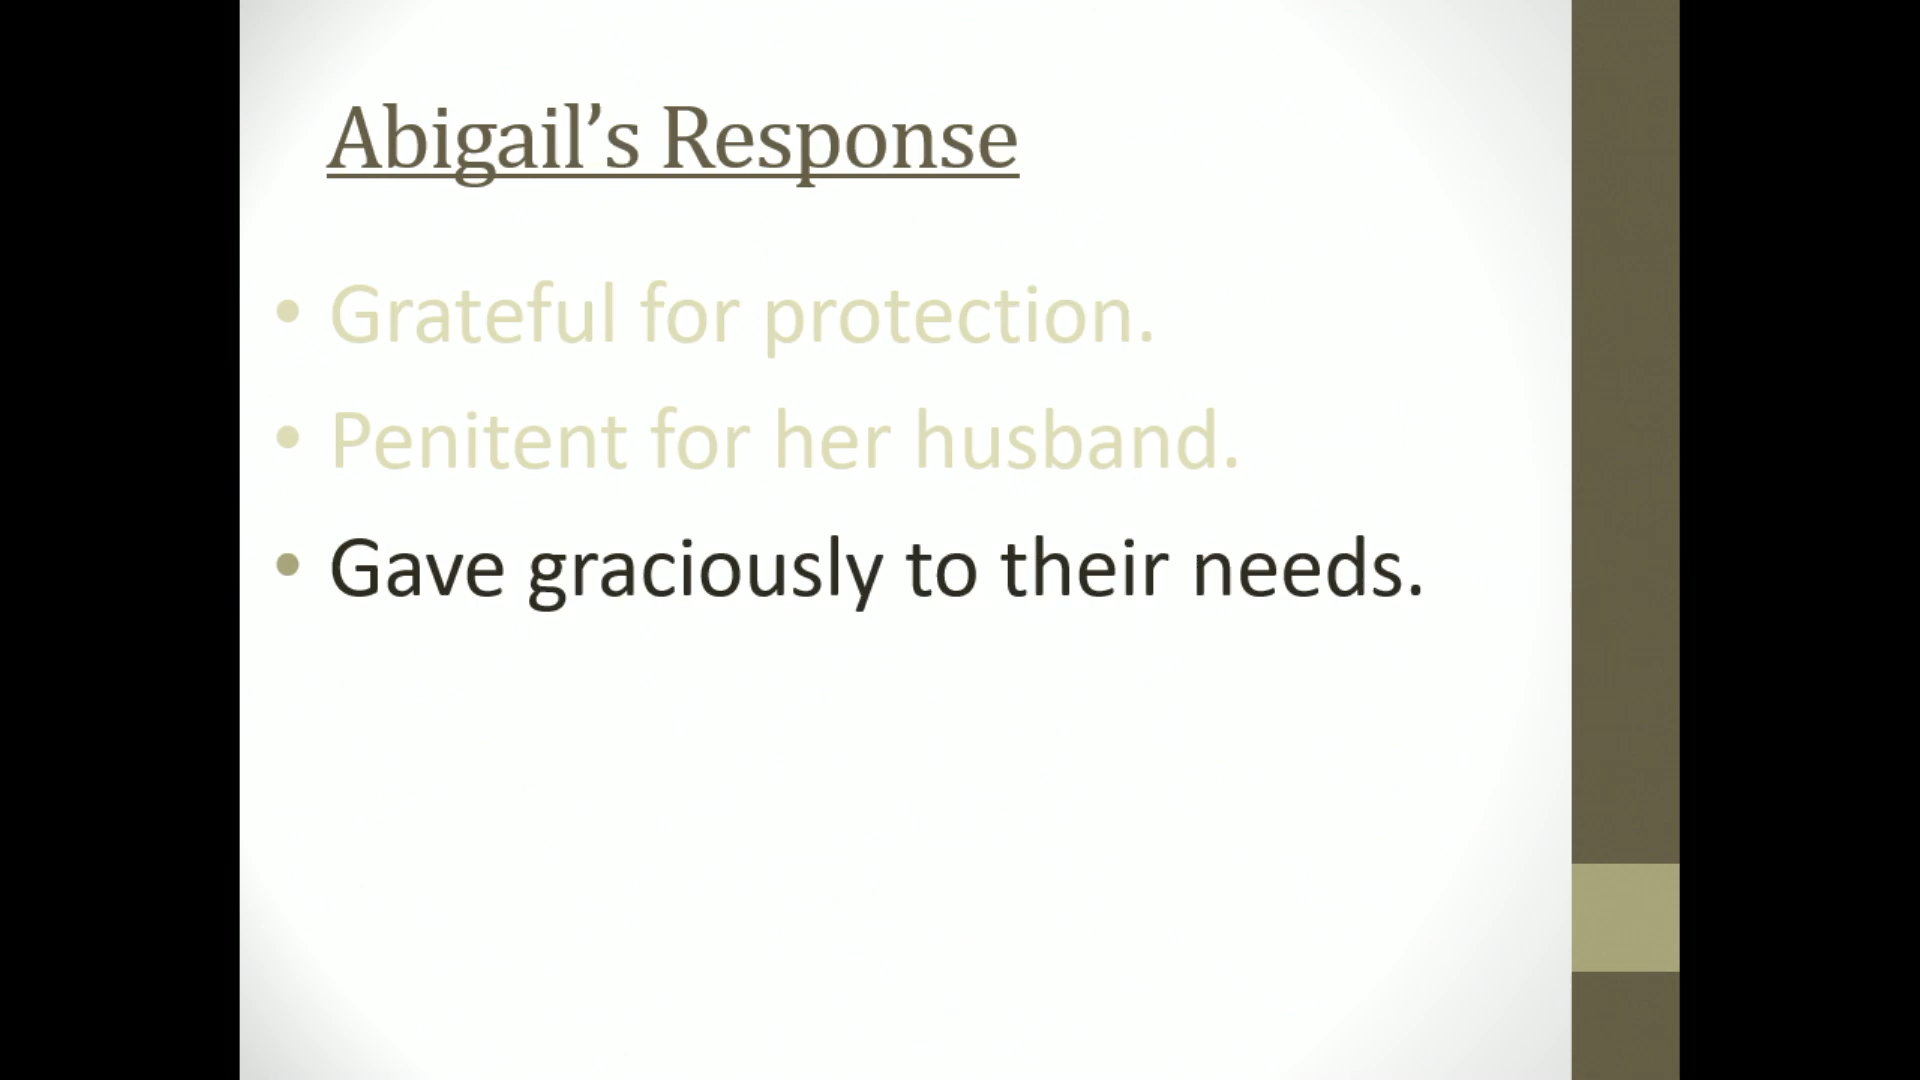 Abigail’s Response
• Grateful for protection.
• Penitent for her husband.
• Gave graciously to their needs.